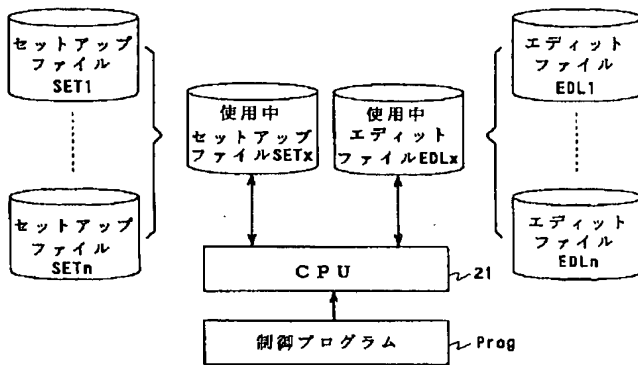 セットアップ
ファイル
SET1
セットアップ
ファイル
SETn
使用中
セットアップ
ファイルSETx
使用中
エディット
ファイルEDLx
エディット
ファイル
EDL1
エディット
ファイル
EDLn
CPU
21
制御プログラム
Prog